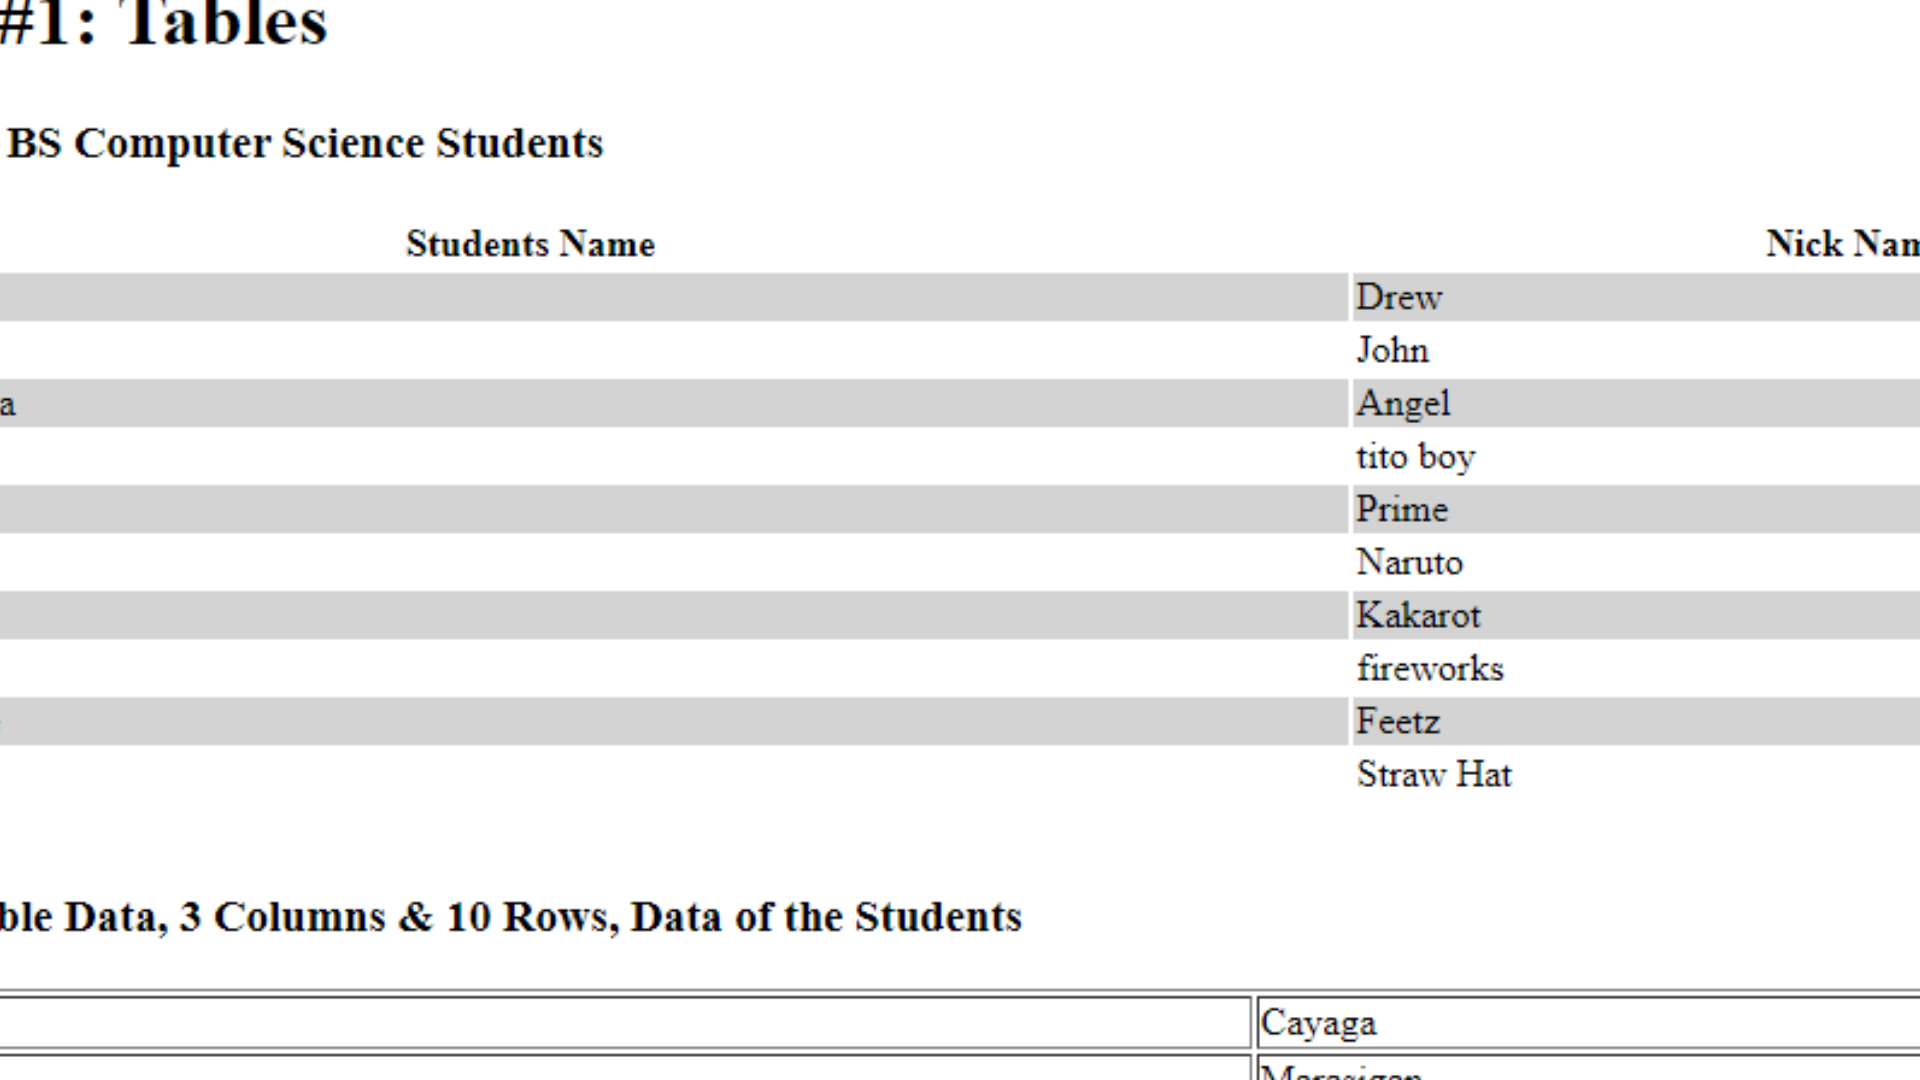 #1: Tables
BS Computer Science Students
Students Name Nick Nam
Drew
John
a Angel
tito boy
Prime
Naruto
Kakarot
fireworks
Feetz
Straw Hat
ble Data, 3 Columns & 10 Rows, Data of the Students
Cayaga
Marasigan